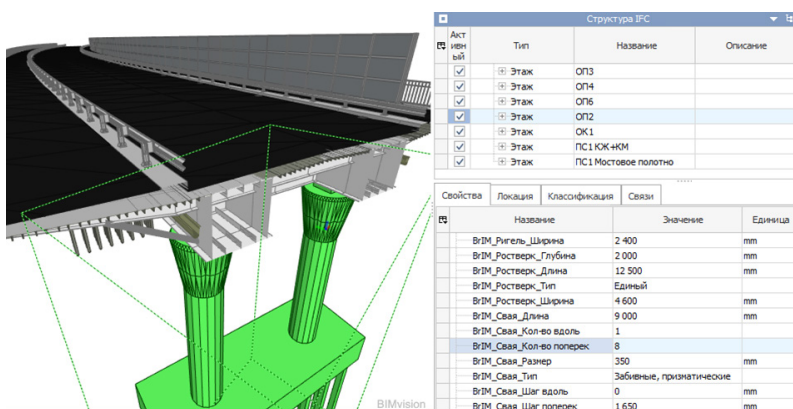 Структура IFC
Активный Тип Название Описание
Этаж ОП3
Этаж ОП4
Этаж ОП6
Этаж ОП2
Этаж ОК1
Этаж ПС1 КЖ+КМ
Этаж ПС1 Мостовое полотно
Свойства Локация Классификация Связи
Название Значение Единица
BrIM_Ригель_Ширина 2 400 mm
BrIM_Ростверк_Глубина 2 000 mm
BrIM_Ростверк_Длина 12 500 mm
BrIM_Ростверк_Тип Единый
BrIM_Ростверк_Ширина 4 600 mm
BrIM_Свая_Длина 9 000 mm
BrIM_Свая_Кол-во вдоль 1
BrIM_Свая_Кол-во поперек 8
BrIM_Свая_Размер 350 mm
BrIM_Свая_Тип Забивные, призматические
BrIM_Свая_Шаг вдоль 0 mm
BrIM_Свая_Шаг поперек 1 650 mm
BIMvision